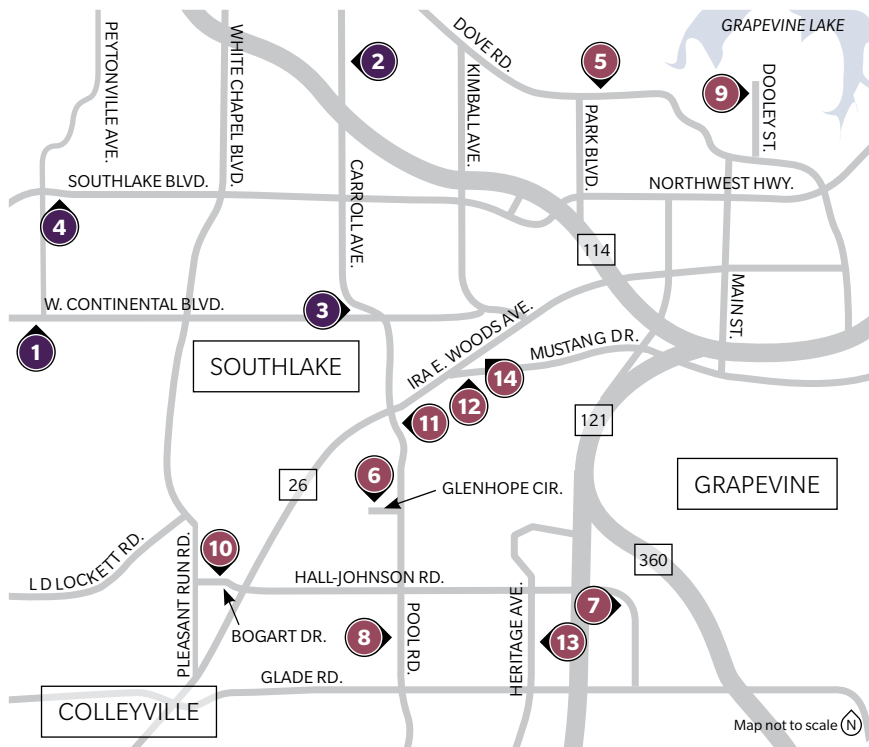 GRAPEVINE LAKE
PEYTONVILLE AVE.
WHITE CHAPEL BLVD.
2
DOVE RD.
KIMBALL AVE.
5
9
DOOLEY ST.
PARK BLVD.
CARROLL AVE.
SOUTHLAKE BLVD.
NORTHWEST HWY.
4
114
MAIN ST.
W. CONTINENTAL BLVD.
3
1
SOUTHLAKE
IRA E. WOODS AVE.
MUSTANG DR.
14
12
11
121
6
26
GLENHOPE CIR.
GRAPEVINE
10
L D LOCKETT RD.
PLEASANT RUN RD.
HALL-JOHNSON RD.
360
7
BOGART DR.
8
POOL RD.
HERITAGE AVE.
13
GLADE RD.
COLLEYVILLE
Map not to scale N